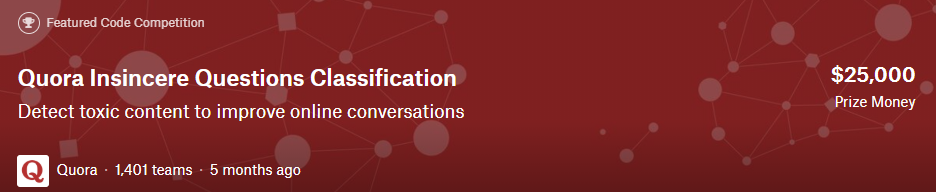 Featured Code Competition
Quora Insincere Questions Classification
$25,000
Detect toxic content to improve online conversations
Prize Money
Q
Quora · 1,401 teams · 5 months ago